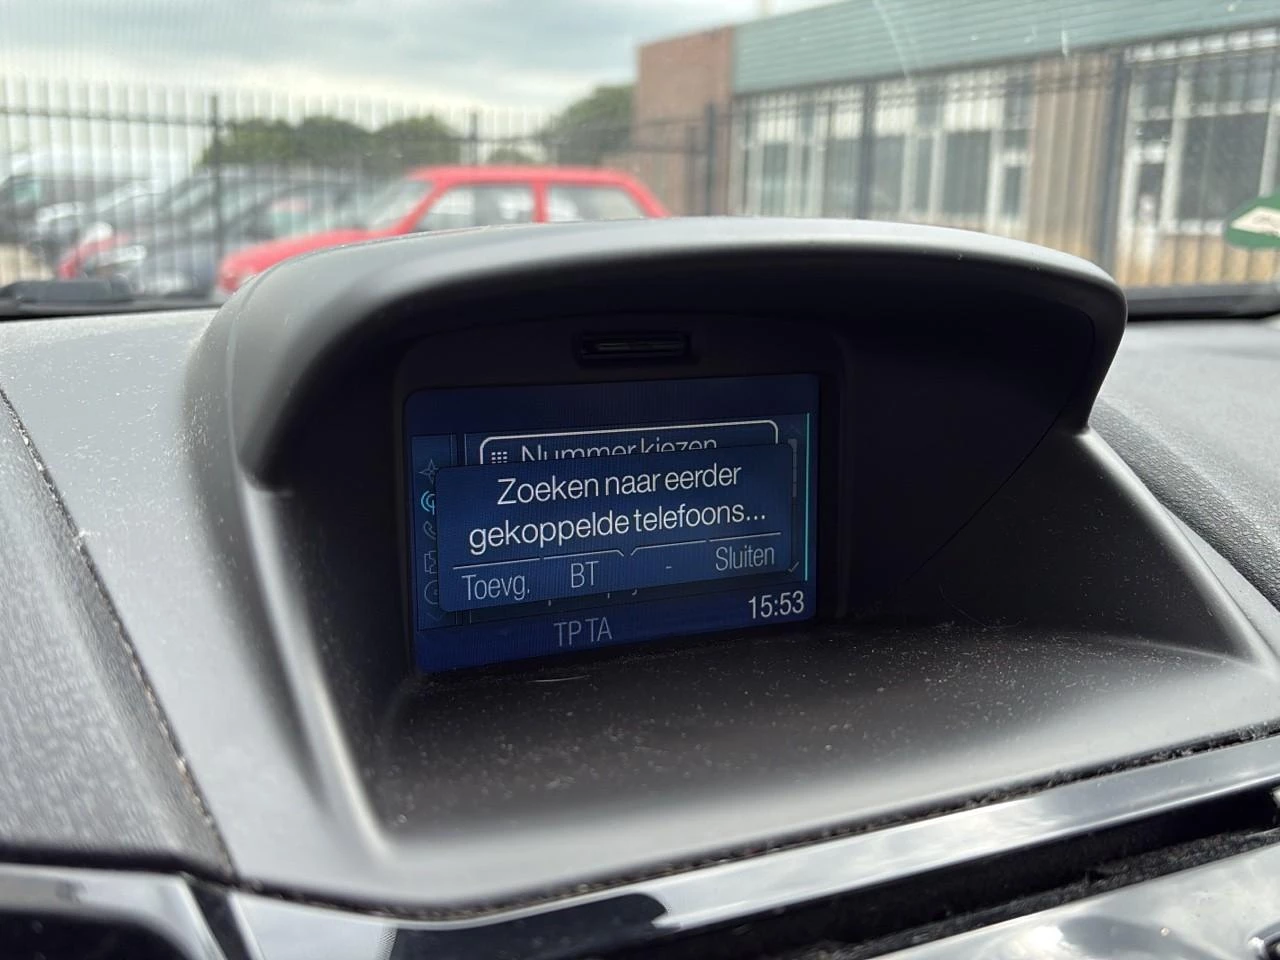 Nummer kiezen
Zoeken naar eerder
gekoppelde telefoons...
Toevg. BT - Sluiten
15:53
TP TA